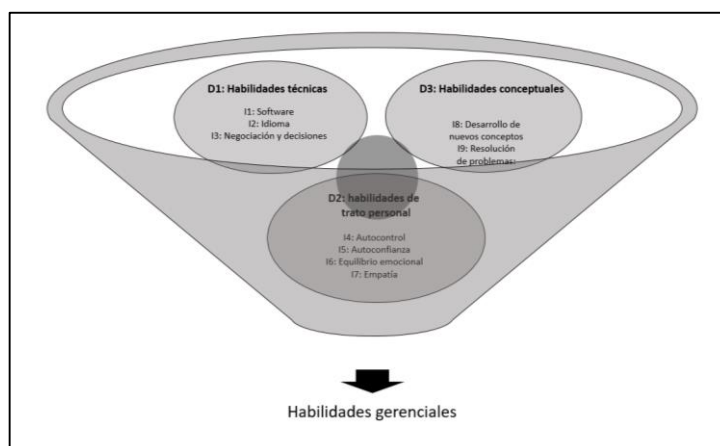 D1: Habilidades técnicas
I1: Software
I2: Idioma
I3: Negociación y decisiones
D3: Habilidades conceptuales
I8: Desarrollo de
nuevos conceptos
I9: Resolución
de problemas:
D2: habilidades de
trato personal
I4: Autocontrol
I5: Autoconfianza
I6: Equilibrio emocional
I7: Empatía
Habilidades gerenciales